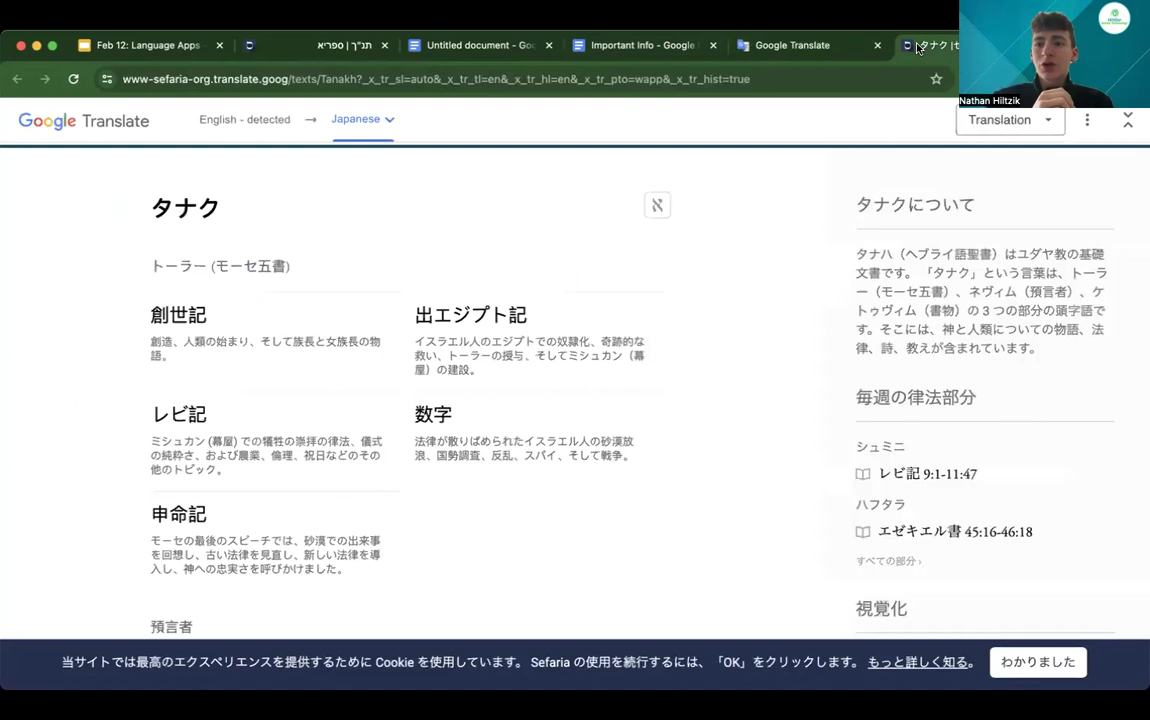 Feb 12: Language Apps
תנ"ך | ספריא
Untitled document - Goo
Important Info - Google
Google Translate
タナク
www-sefaria-org.translate.goog/texts/Tanakh?_x_tr_sl=auto&_x_tr_tl=en&_x_tr_hl=en&_x_tr_pto=wapp&_x_tr_hist=true
Nathan Hiltzik
Google Translate
English - detected → Japanese
Translation
タナク
א
トーラー (モーセ五書)
創世記
創造、人類の始まり、そして族長と女族長の物
語。
出エジプト記
イスラエル人のエジプトでの奴隷化、奇跡的な
救い、トーラーの授与、そしてミシュカン（幕
屋）の建設。
レビ記
ミシュカン (幕屋) での犠牲の崇拝の律法、儀式
の純粋さ、および農業、倫理、祝日などのその
他のトピック。
数字
法律が散りばめられたイスラエル人の砂漠放
浪、国勢調査、反乱、スパイ、そして戦争。
申命記
モーセの最後のスピーチでは、砂漠での出来事
を回想し、古い法律を見直し、新しい法律を導
入し、神への忠実さを呼びかけました。
預言者
タナクについて
タナハ（ヘブライ語聖書）はユダヤ教の基礎
文書です。 「タナク」という言葉は、トーラ
ー（モーセ五書）、ネヴィム（預言者）、ケ
トゥヴィム（書物）の 3 つの部分の頭字語で
す。そこには、神と人類についての物語、法
律、詩、教えが含まれています。
毎週の律法部分
シュミニ
レビ記 9:1-11:47
ハフタラ
エゼキエル書 45:16-46:18
すべての部分 ›
視覚化
当サイトでは最高のエクスペリエンスを提供するために Cookie を使用しています。 Sefaria の使用を続行するには、「OK」をクリックします。 もっと詳しく知る。
わかりました